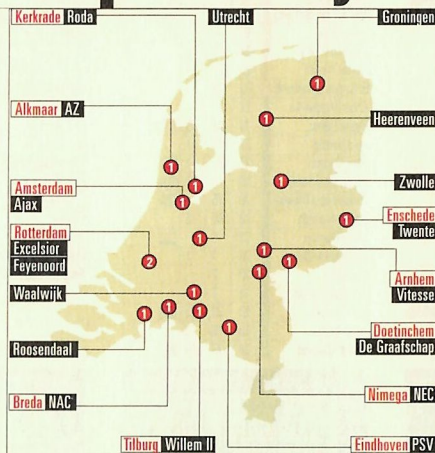 Kerkrade Roda
Utrecht
Groningen
Alkmaar AZ
Heerenveen
Amsterdam
Ajax
Zwolle
Rotterdam
Excelsior
Feyenoord
Enschede
Twente
Waalwijk
Arnhem
Vitesse
Roosendaal
Doetinchem
De Graafschap
Breda NAC
Nimega NEC
Tilburg Willem II
Eindhoven PSV
1
1
1
1
1
1
1
1
1
2
1
1
1
1
1
1
1